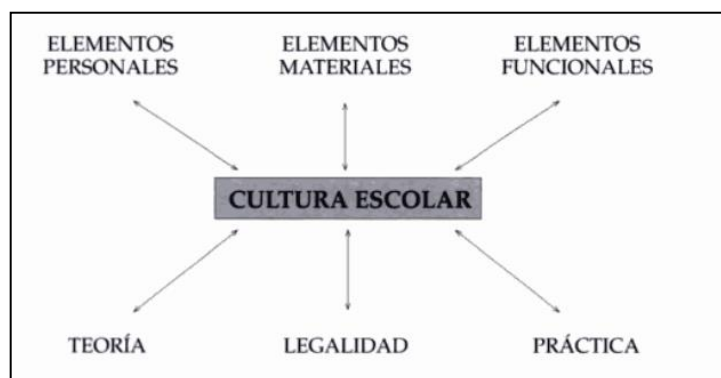 ELEMENTOS
PERSONALES
ELEMENTOS
MATERIALES
ELEMENTOS
FUNCIONALES
CULTURA ESCOLAR
TEORÍA
LEGALIDAD
PRÁCTICA